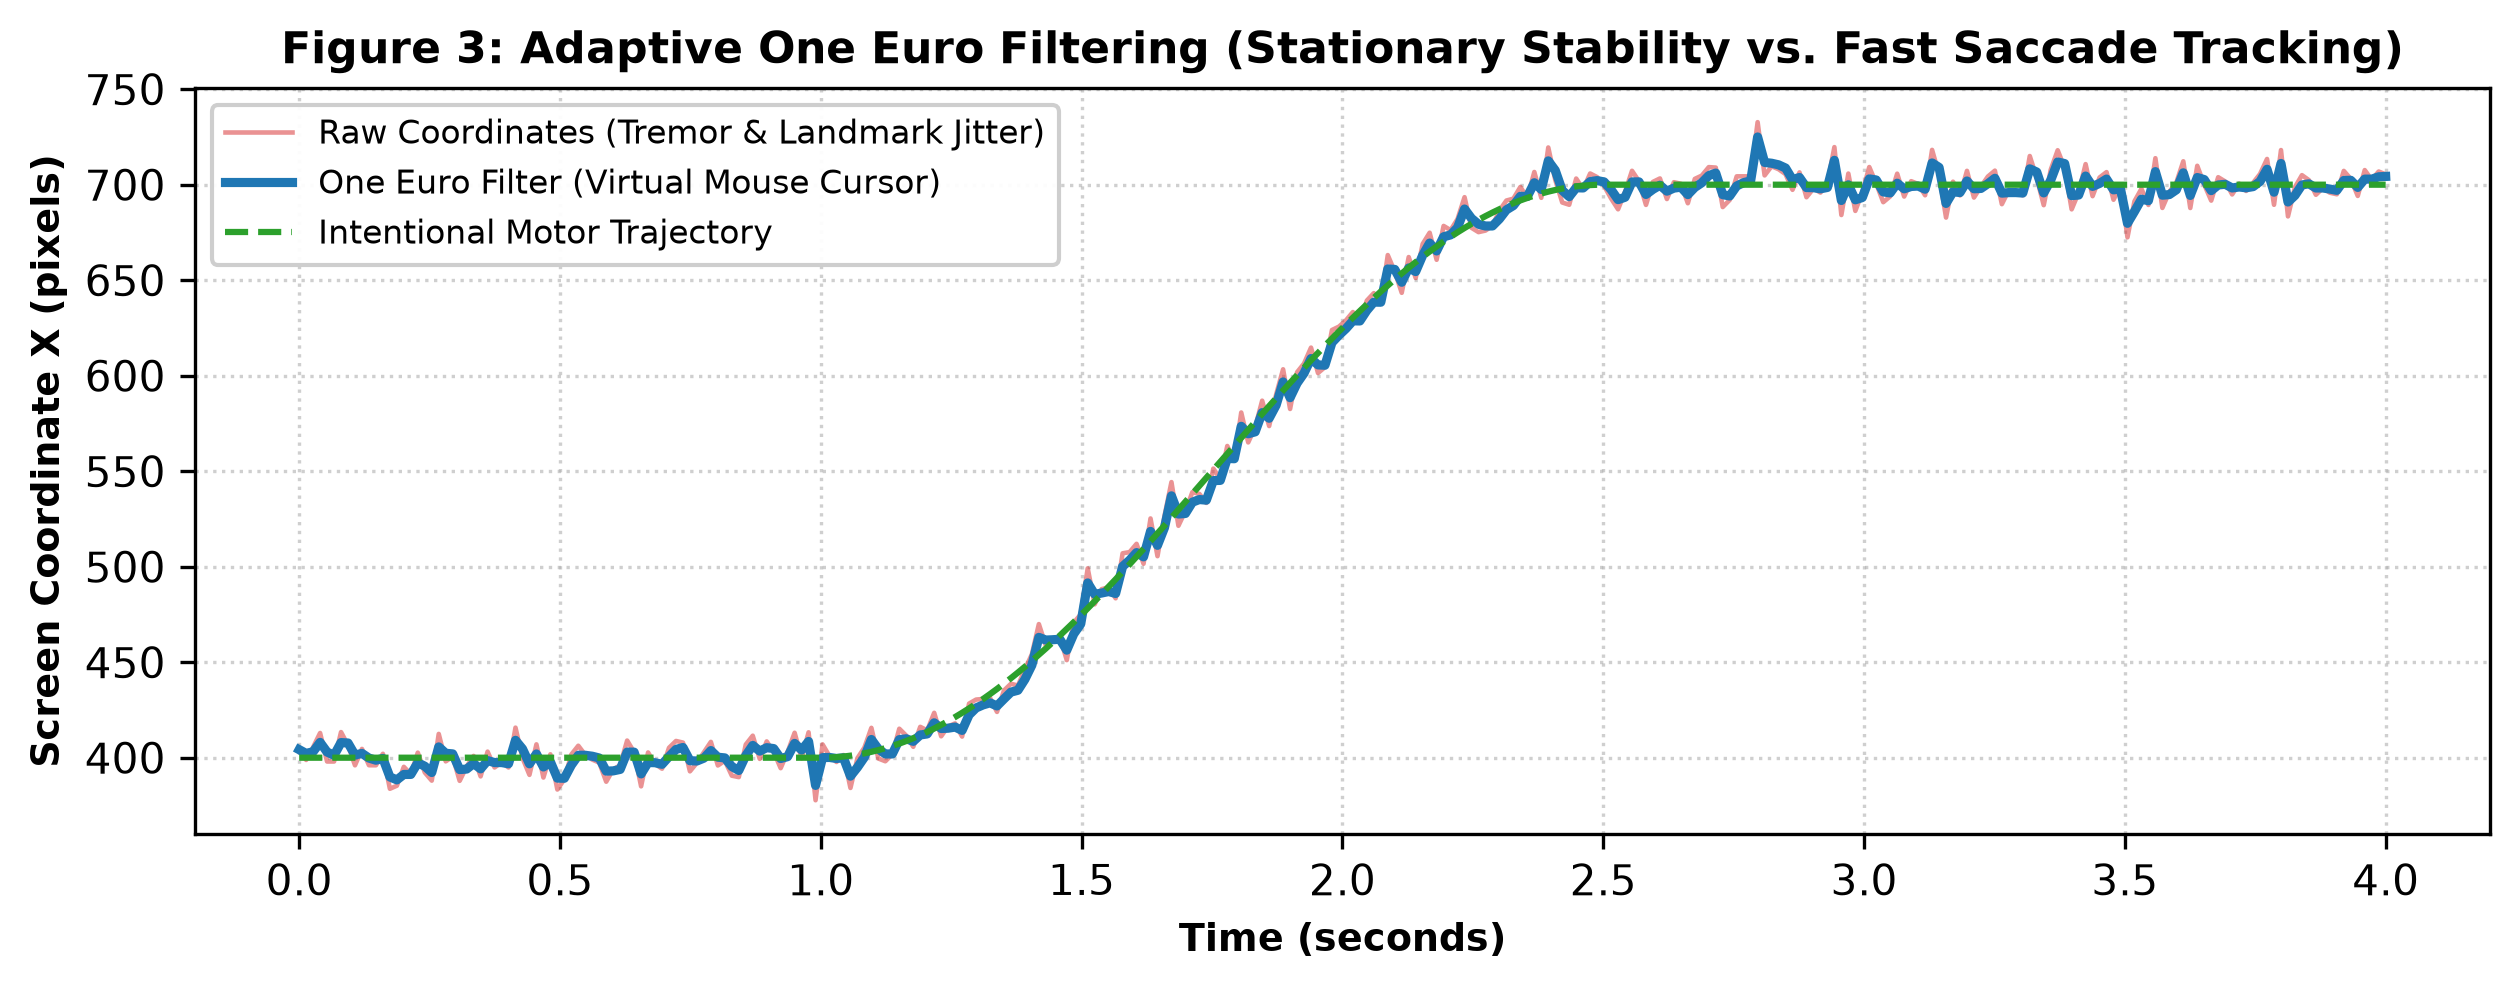 Figure 3: Adaptive One Euro Filtering (Stationary Stability vs. Fast Saccade Tracking)
Raw Coordinates (Tremor & Landmark Jitter)
One Euro Filter (Virtual Mouse Cursor)
Intentional Motor Trajectory
Screen Coordinate X (pixels)
750
700
650
600
550
500
450
400
0.0 0.5 1.0 1.5 2.0 2.5 3.0 3.5 4.0
Time (seconds)